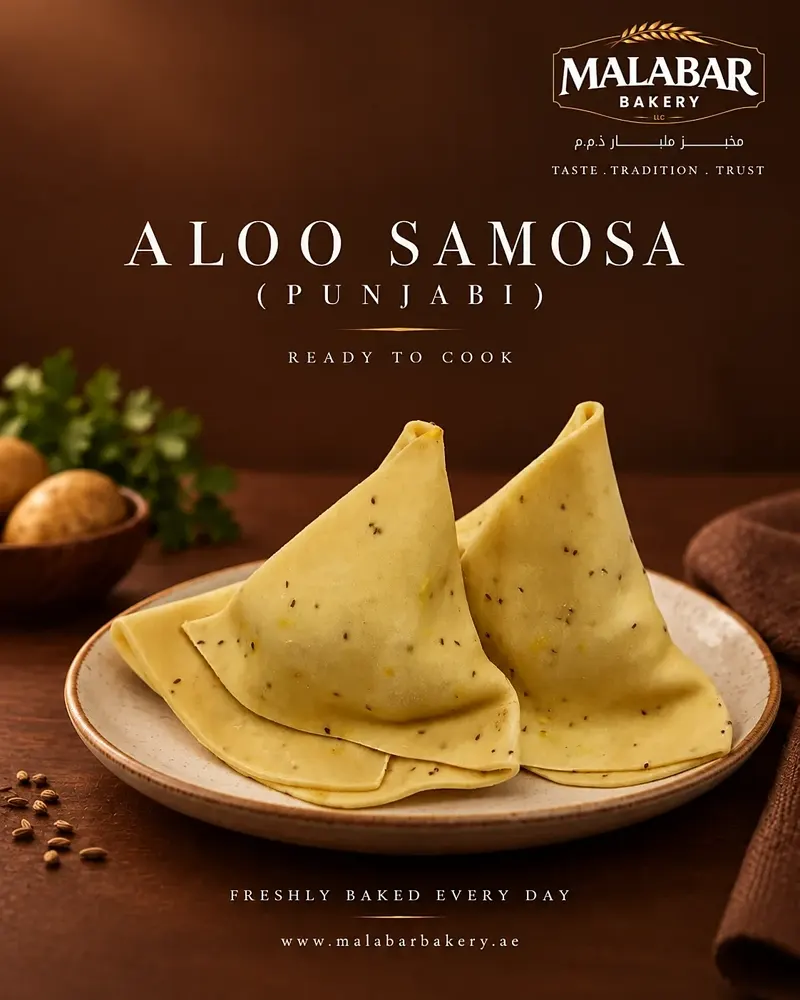 MALABAR
BAKERY
LLC
مخبز ملبار ذ.م.م
TASTE . TRADITION . TRUST
ALOO SAMOSA
(PUNJABI)
READY TO COOK
FRESHLY BAKED EVERY DAY
www.malabarbakery.ae